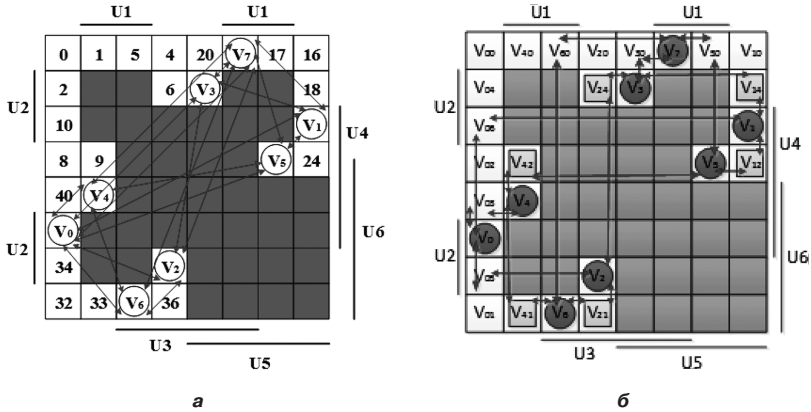 U1 U1
0 1 5 4 20 V7 17 16
2 6 V3 18
U2
10 V1
U4
8 9 V5 24
40 V4
U6
V0
U2
34 V2
32 33 V6 36
U3
U5
а
U1 U1
V00 V40 V60 V20 V30 V7 V50 V10
V04 V24 V3 V14
U2
V06 V1
U4
V02 V42 V5 V12
V4
V0
U2
U6
V2
V01 V41 V6 V21
U3
U5
б